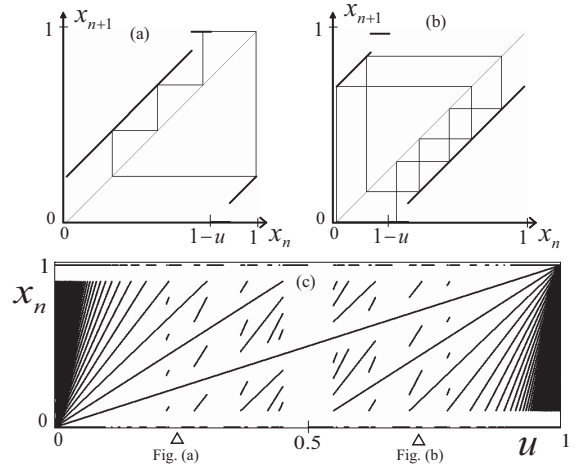 x_{n+1} (a)
1
0
0 1−u 1 x_n
x_{n+1} (b)
1
0
0 1−u 1 x_n
(c)
1
x_n
0
0 0.5 u 1
Fig. (a) Fig. (b)